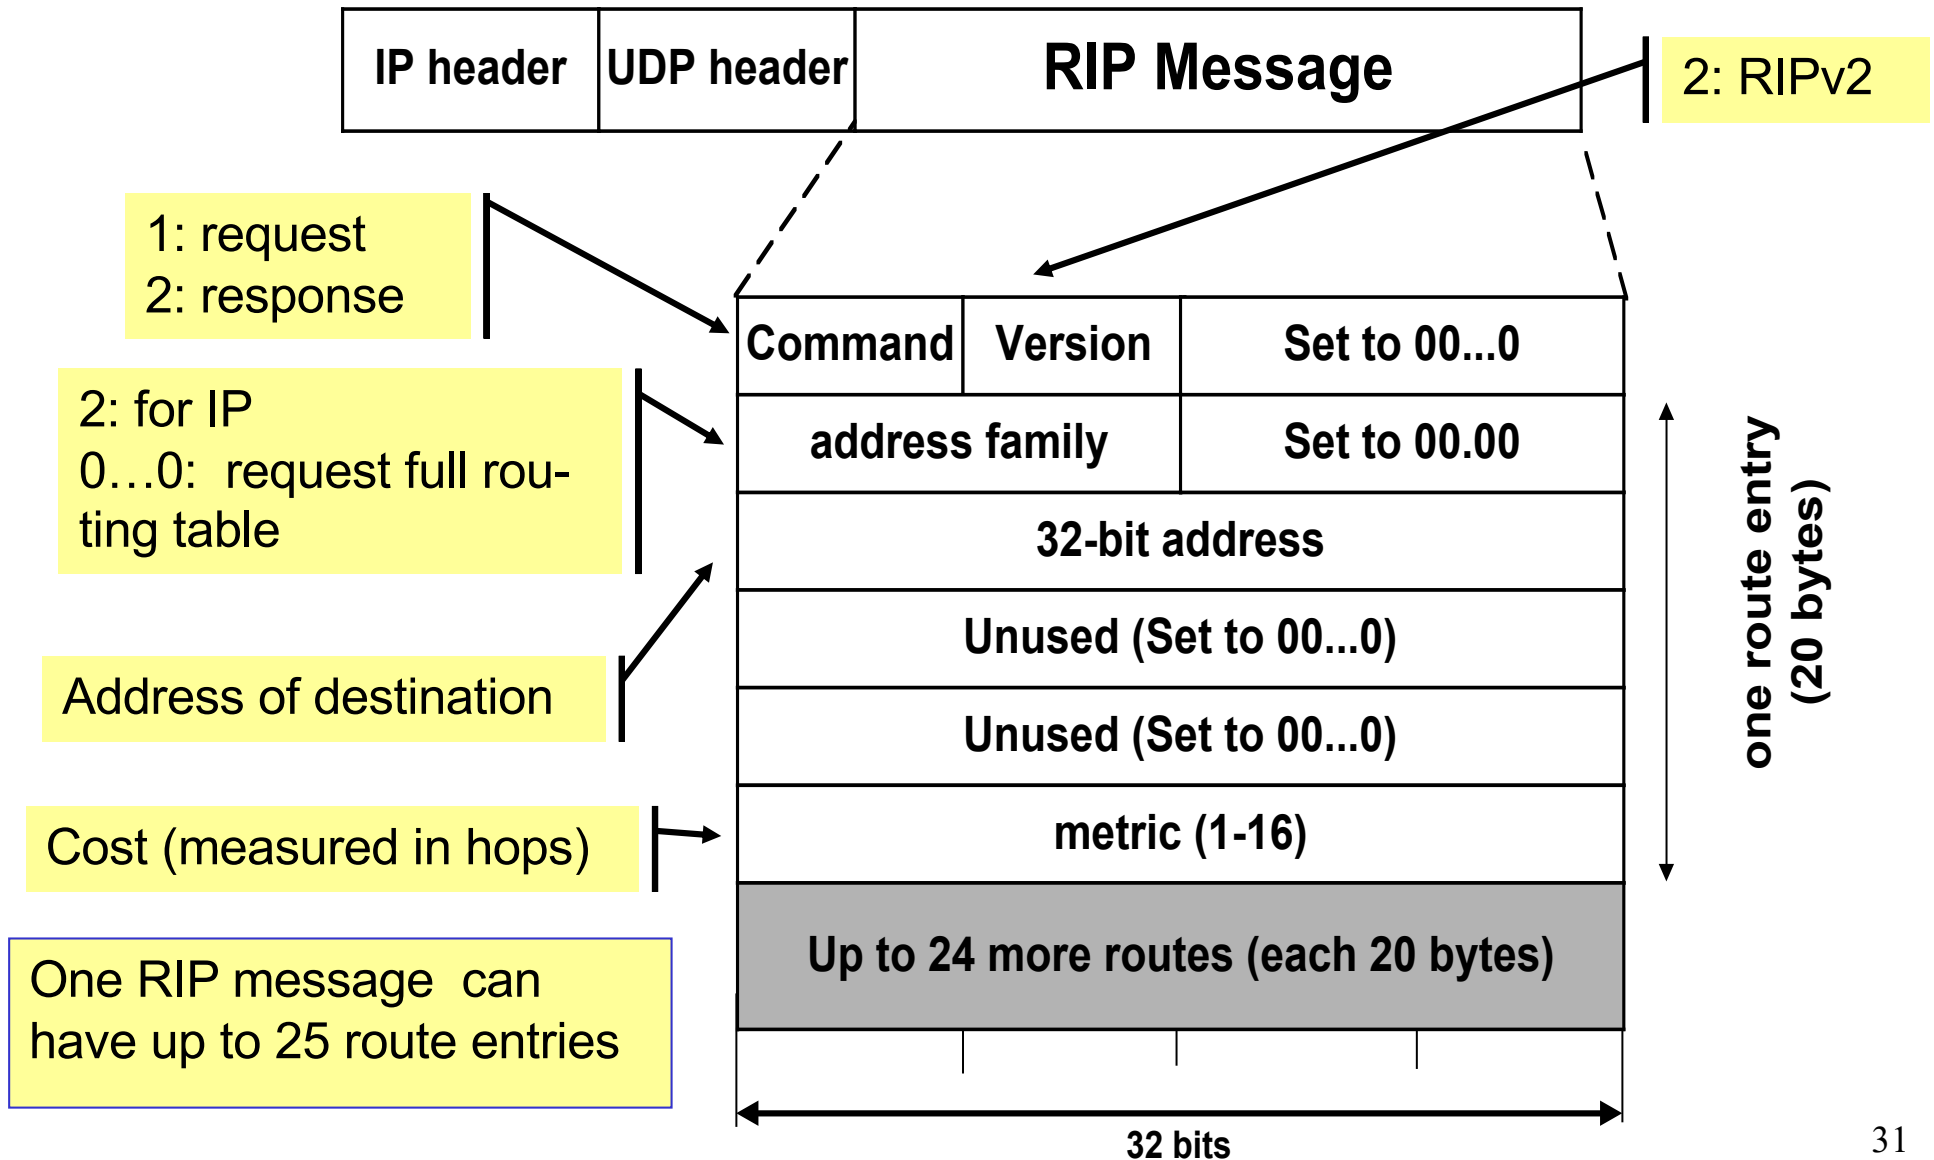 IP header
UDP header
RIP Message
2: RIPv2
1: request
2: response
Command
Version
Set to 00...0
2: for IP
0…0:  request full rou-
ting table
address family
Set to 00.00
32-bit address
Unused (Set to 00...0)
Address of destination
Unused (Set to 00...0)
Cost (measured in hops)
metric (1-16)
one route entry
(20 bytes)
Up to 24 more routes (each 20 bytes)
One RIP message  can
have up to 25 route entries
32 bits
31